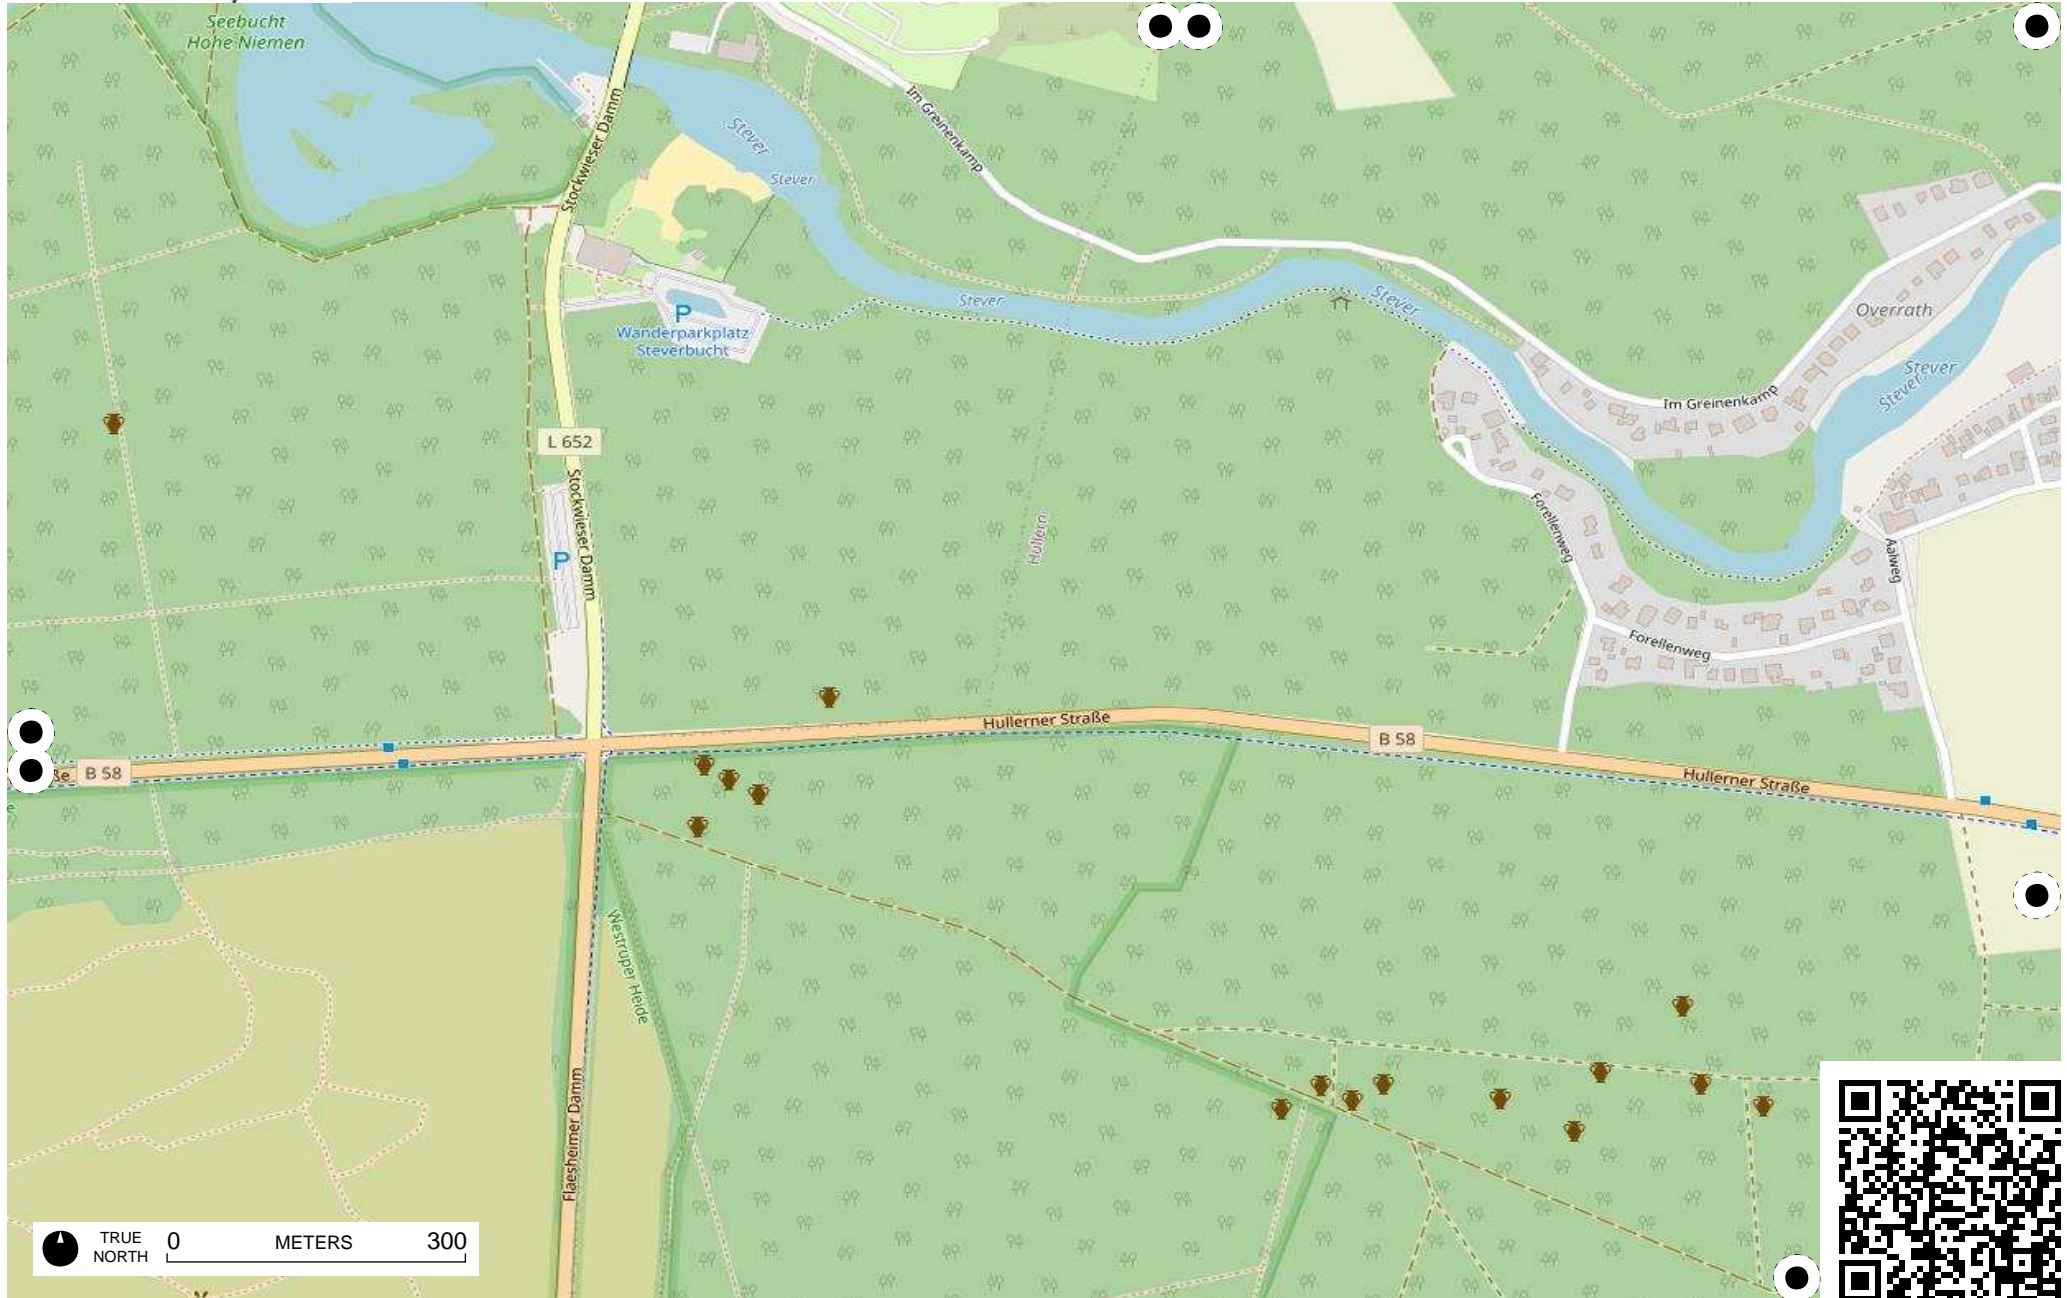 Seebucht
Hohe Niemen
Stockwieser Damm
Im Greinenkamp
Stever
Stever
Stever
Stever
Wanderparkplatz
Steverbucht
P
Overrath
Stever
Stever
Im Greinenkamp
L 652
Stockwieser Damm
P
Hullern
Forellenweg
Aalweg
Forellenweg
Hullerner Straße
B 58
ße
B 58
Hullerner Straße
Westruper Heide
Flaesheimer Damm
TRUE
NORTH
0
METERS
300